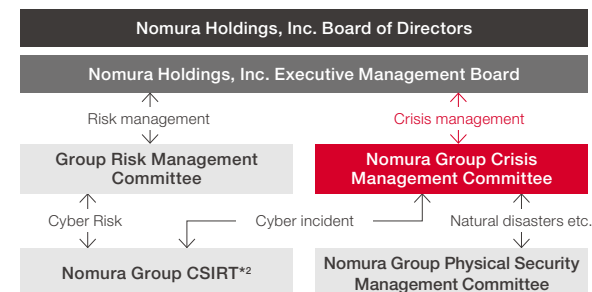 Nomura Holdings, Inc. Board of Directors
Nomura Holdings, Inc. Executive Management Board
Risk management
Crisis management
Group Risk Management
Committee
Nomura Group Crisis
Management Committee
Cyber Risk
Cyber incident
Natural disasters etc.
Nomura Group CSIRT*2
Nomura Group Physical Security
Management Committee